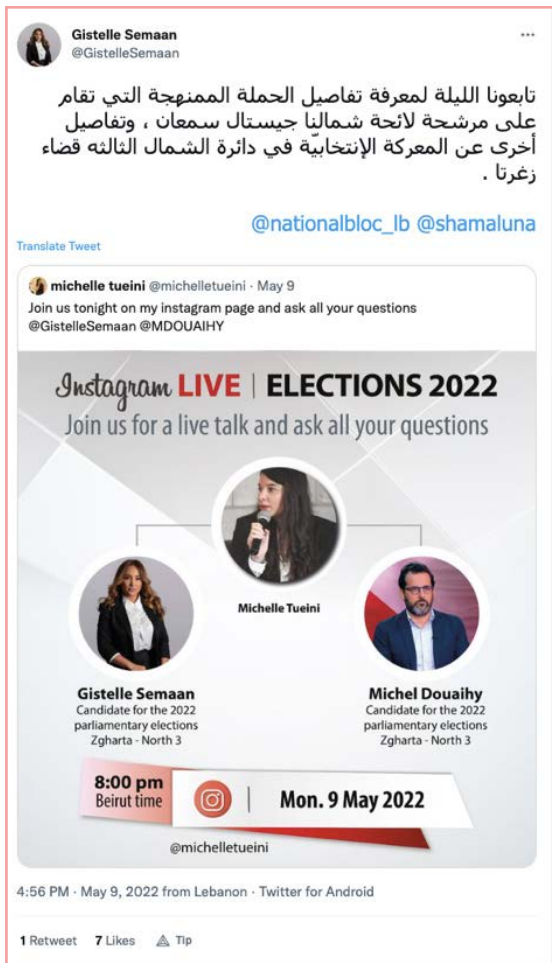 Gistelle Semaan
@GistelleSemaan
تابعونا الليلة لمعرفة تفاصيل الحملة الممنهجة التي تقام
على مرشحة لائحة شمالنا جيستال سمعان ، وتفاصيل
أخرى عن المعركة الإنتخابيّة في دائرة الشمال الثالثه قضاء
زغرتا .
@nationalbloc_lb @shamaluna
Translate Tweet
michelle tueini @michelletueini · May 9
Join us tonight on my instagram page and ask all your questions
@GistelleSemaan @MDOUAIHY
Instagram LIVE | ELECTIONS 2022
Join us for a live talk and ask all your questions
Michelle Tueini
Gistelle Semaan
Candidate for the 2022
parliamentary elections
Zgharta - North 3
Michel Douaihy
Candidate for the 2022
parliamentary elections
Zgharta - North 3
8:00 pm
Beirut time
Mon. 9 May 2022
@michelletueini
4:56 PM · May 9, 2022 from Lebanon · Twitter for Android
1 Retweet 7 Likes Tip